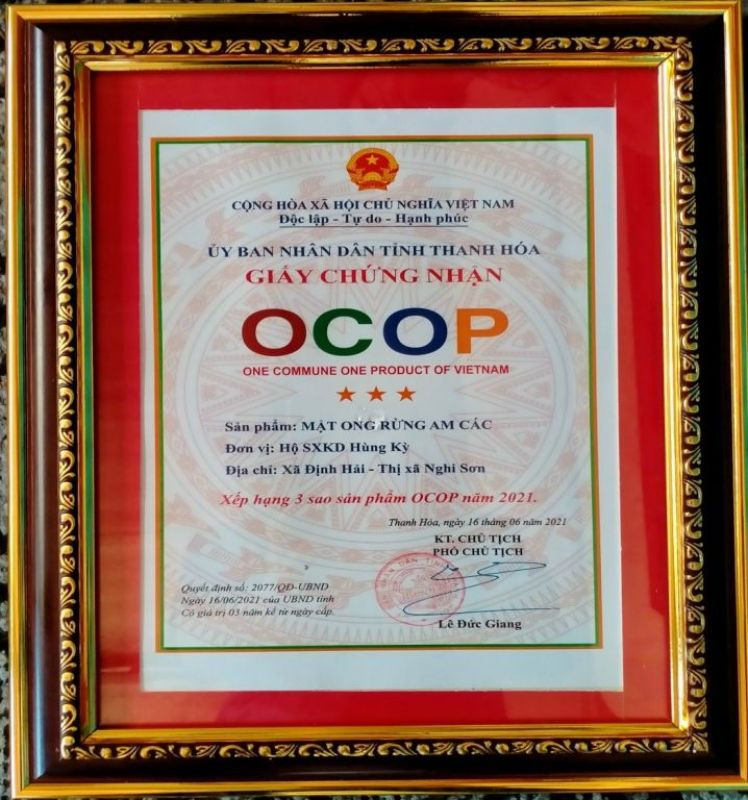 CỘNG HÒA XÃ HỘI CHỦ NGHĨA VIỆT NAM
Độc lập - Tự do - Hạnh phúc
ỦY BAN NHÂN DÂN TỈNH THANH HÓA
GIẤY CHỨNG NHẬN
OCOP
ONE COMMUNE ONE PRODUCT OF VIETNAM
Sản phẩm: MẬT ONG RỪNG AM CÁC
Đơn vị: Hộ SXKD Hùng Kỳ
Địa chỉ: Xã Định Hải - Thị xã Nghi Sơn
Xếp hạng 3 sao sản phẩm OCOP năm 2021.
Thanh Hóa, ngày 16 tháng 06 năm 2021
KT. CHỦ TỊCH
PHÓ CHỦ TỊCH
Quyết định số: 2077/QĐ-UBND
Ngày 16/06/2021 của UBND tỉnh
Có giá trị 03 năm kể từ ngày cấp.
Lê Đức Giang